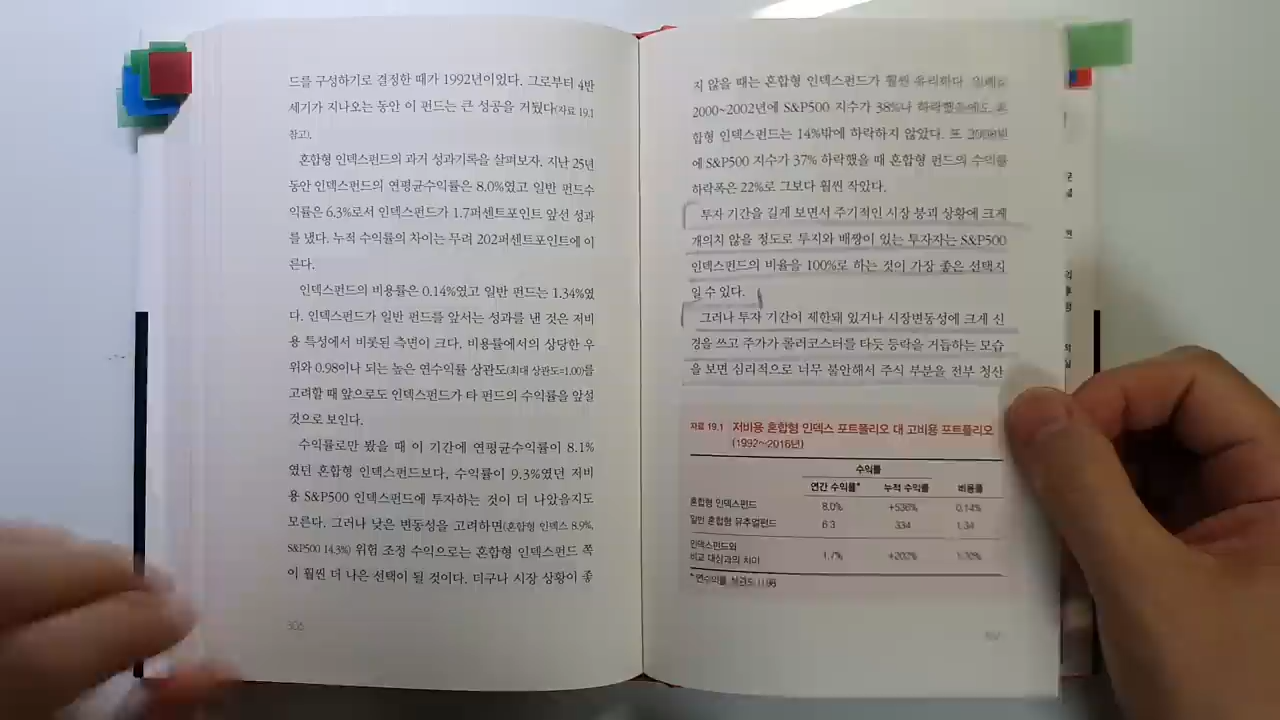 드를 구성하기로 결정한 때가 1992년이었다. 그로부터 4반
세기가 지나오는 동안 이 펀드는 큰 성공을 거뒀다(자료 19.1
참고).
혼합형 인덱스펀드의 과거 성과기록을 살펴보자. 지난 25년
동안 인덱스펀드의 연평균수익률은 8.0%였고 일반 펀드수
익률은 6.3%로서 인덱스펀드가 1.7퍼센트포인트 앞선 성과
를 냈다. 누적 수익률의 차이는 무려 202퍼센트포인트에 이
른다.
인덱스펀드의 비용률은 0.14%였고 일반 펀드는 1.34%였
다. 인덱스펀드가 일반 펀드를 앞서는 성과를 낸 것은 저비
용 특성에서 비롯된 측면이 크다. 비용률에서의 상당한 우
위와 0.98이나 되는 높은 연수익률 상관도(최대 상관도=1.00)를
고려할 때 앞으로도 인덱스펀드가 타 펀드의 수익률을 앞설
것으로 보인다.
수익률로만 봤을 때 이 기간에 연평균수익률이 8.1%
였던 혼합형 인덱스펀드보다, 수익률이 9.3%였던 저비
용 S&P500 인덱스펀드에 투자하는 것이 더 나았을지도
모른다. 그러나 낮은 변동성을 고려하면(혼합형 인덱스 8.9%,
S&P500 14.3%) 위험 조정 수익으로는 혼합형 인덱스펀드 쪽
이 훨씬 더 나은 선택이 될 것이다. 더구나 시장 상황이 좋
306
지 않을 때는 혼합형 인덱스펀드가 훨씬 유리하다.
2000~2002년에 S&P500 지수가 38%나 하락했을에도 혼
합형 인덱스펀드는 14%밖에 하락하지 않았다. 또 2008년
에 S&P500 지수가 37% 하락했을 때 혼합형 펀드의 수익률
하락폭은 22%로 그보다 훨씬 작았다.
투자 기간을 길게 보면서 주기적인 시장 붕괴 상황에 크게
개의치 않을 정도로 투지와 배짱이 있는 투자자는 S&P500
인덱스펀드의 비율을 100%로 하는 것이 가장 좋은 선택지
일 수 있다.
그러나 투자 기간이 제한돼 있거나 시장변동성에 크게 신
경을 쓰고 주가가 롤러코스터를 타듯 등락을 거듭하는 모습
을 보면 심리적으로 너무 불안해서 주식 부분을 전부 청산
자료 19.1 저비용 혼합형 인덱스 포트폴리오 대 고비용 포트폴리오
(1992~2016년)
수익률
연간 수익률* 누적 수익률 비용률
혼합형 인덱스펀드 8.0% +536% 0.14%
일반 혼합형 뮤추얼펀드 6.3 334 1.34
인덱스펀드와
비교 대상과의 차이 1.7% +202% 1.20%